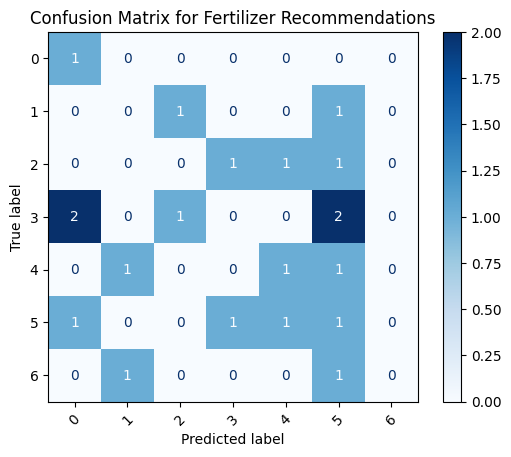 Confusion Matrix for Fertilizer Recommendations
True label
0 1 0 0 0 0 0 0
1 0 0 1 0 0 1 0
2 0 0 0 1 1 1 0
3 2 0 1 0 0 2 0
4 0 1 0 0 1 1 0
5 1 0 0 1 1 1 0
6 0 1 0 0 0 1 0
0 1 2 3 4 5 6
Predicted label
2.00
1.75
1.50
1.25
1.00
0.75
0.50
0.25
0.00